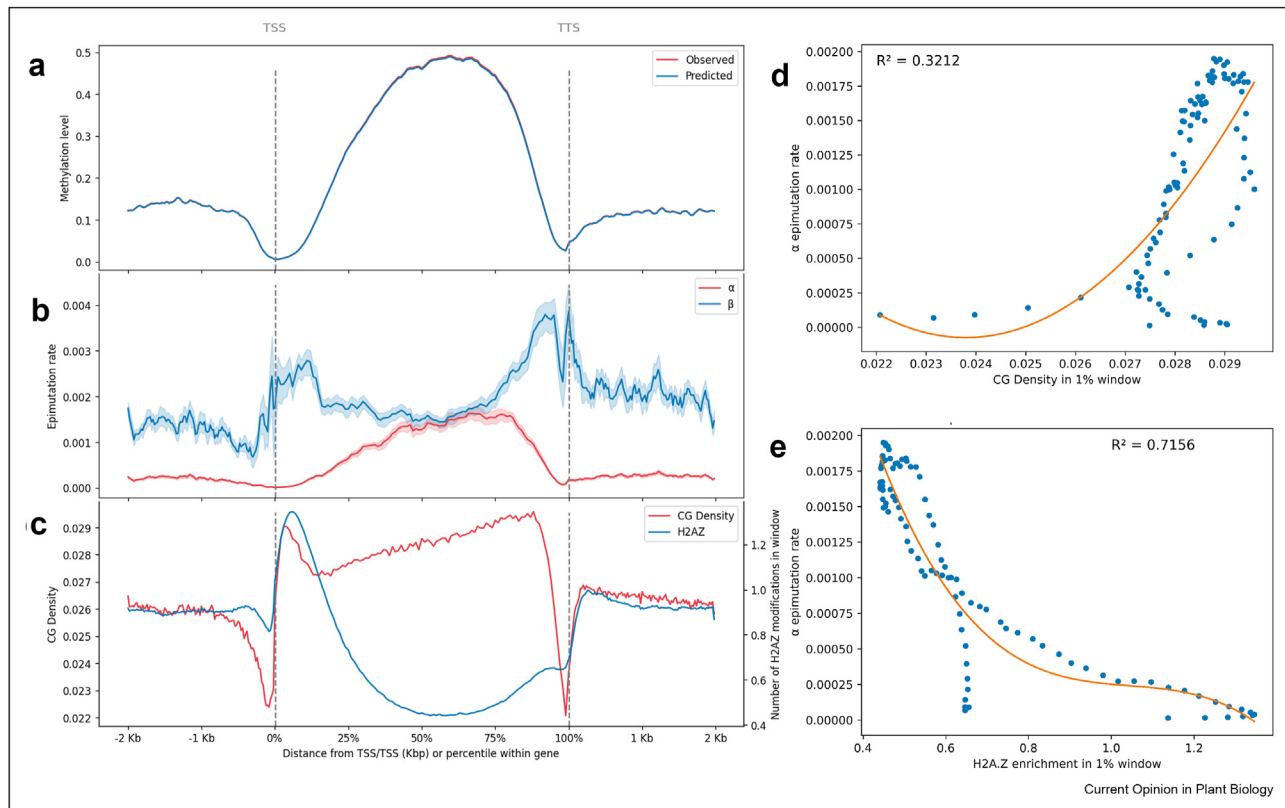 TSS
TTS
a
Methylation level
0.5
0.4
0.3
0.2
0.1
0.0
Observed
Predicted
b
Epimutation rate
0.004
0.003
0.002
0.001
0.000
α
β
c
CG Density
0.029
0.028
0.027
0.026
0.025
0.024
0.023
0.022
CG Density
H2AZ
1.2
1.0
0.8
0.6
0.4
Number of H2AZ modifications in window
-2 Kb
-1 Kb
0%
25%
50%
75%
100%
1 Kb
2 Kb
Distance from TSS/TSS (Kbp) or percentile within gene
d
R² = 0.3212
α epimutation rate
0.00200
0.00175
0.00150
0.00125
0.00100
0.00075
0.00050
0.00025
0.00000
0.022
0.023
0.024
0.025
0.026
0.027
0.028
0.029
CG Density in 1% window
e
R² = 0.7156
α epimutation rate
0.00200
0.00175
0.00150
0.00125
0.00100
0.00075
0.00050
0.00025
0.00000
0.4
0.6
0.8
1.0
1.2
H2A.Z enrichment in 1% window
Current Opinion in Plant Biology